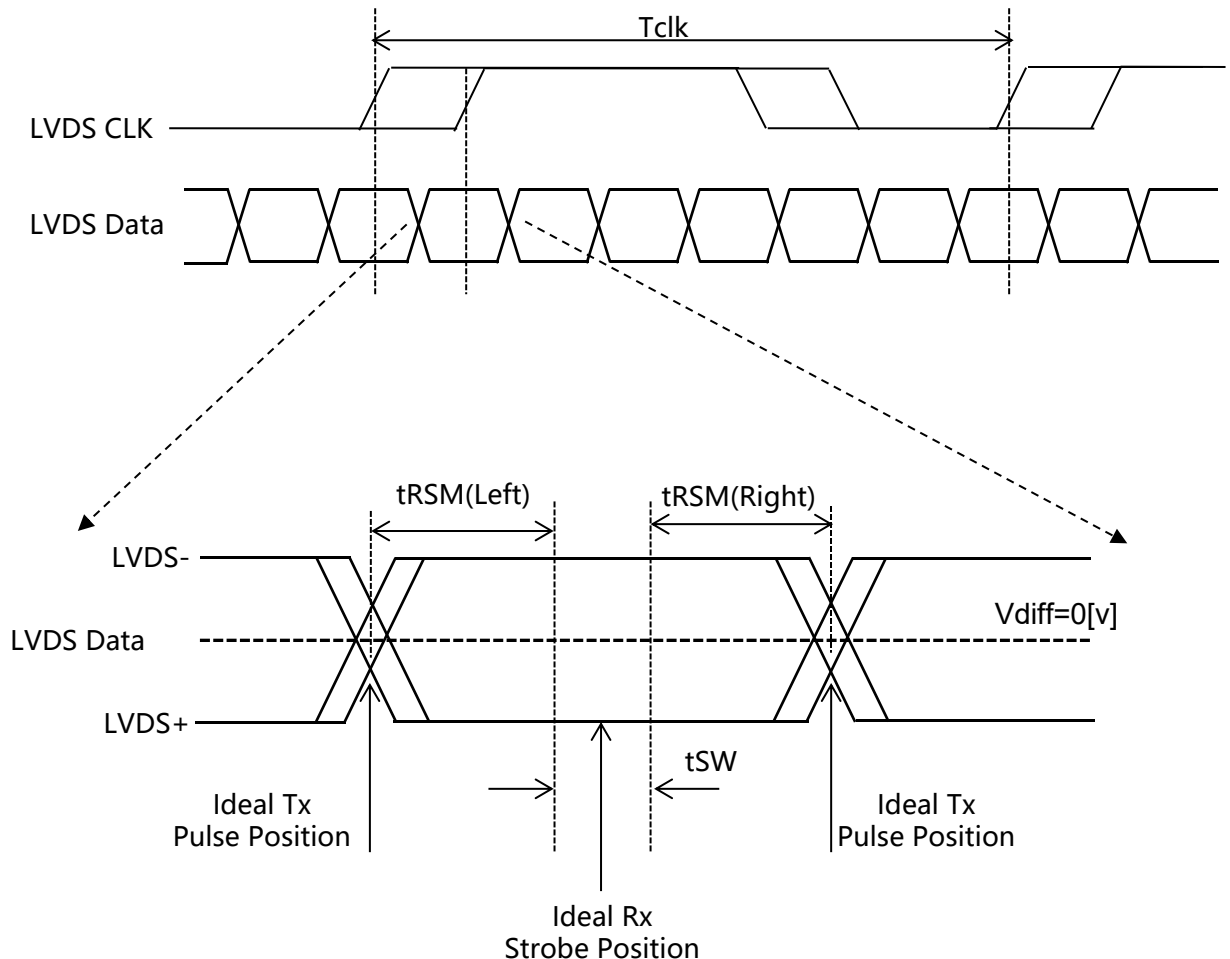 Tclk
LVDS CLK
LVDS Data
tRSM(Left)
tRSM(Right)
LVDS-
Vdiff=0[v]
LVDS Data
LVDS+
tSW
Ideal Tx
Pulse Position
Ideal Tx
Pulse Position
Ideal Rx
Strobe Position